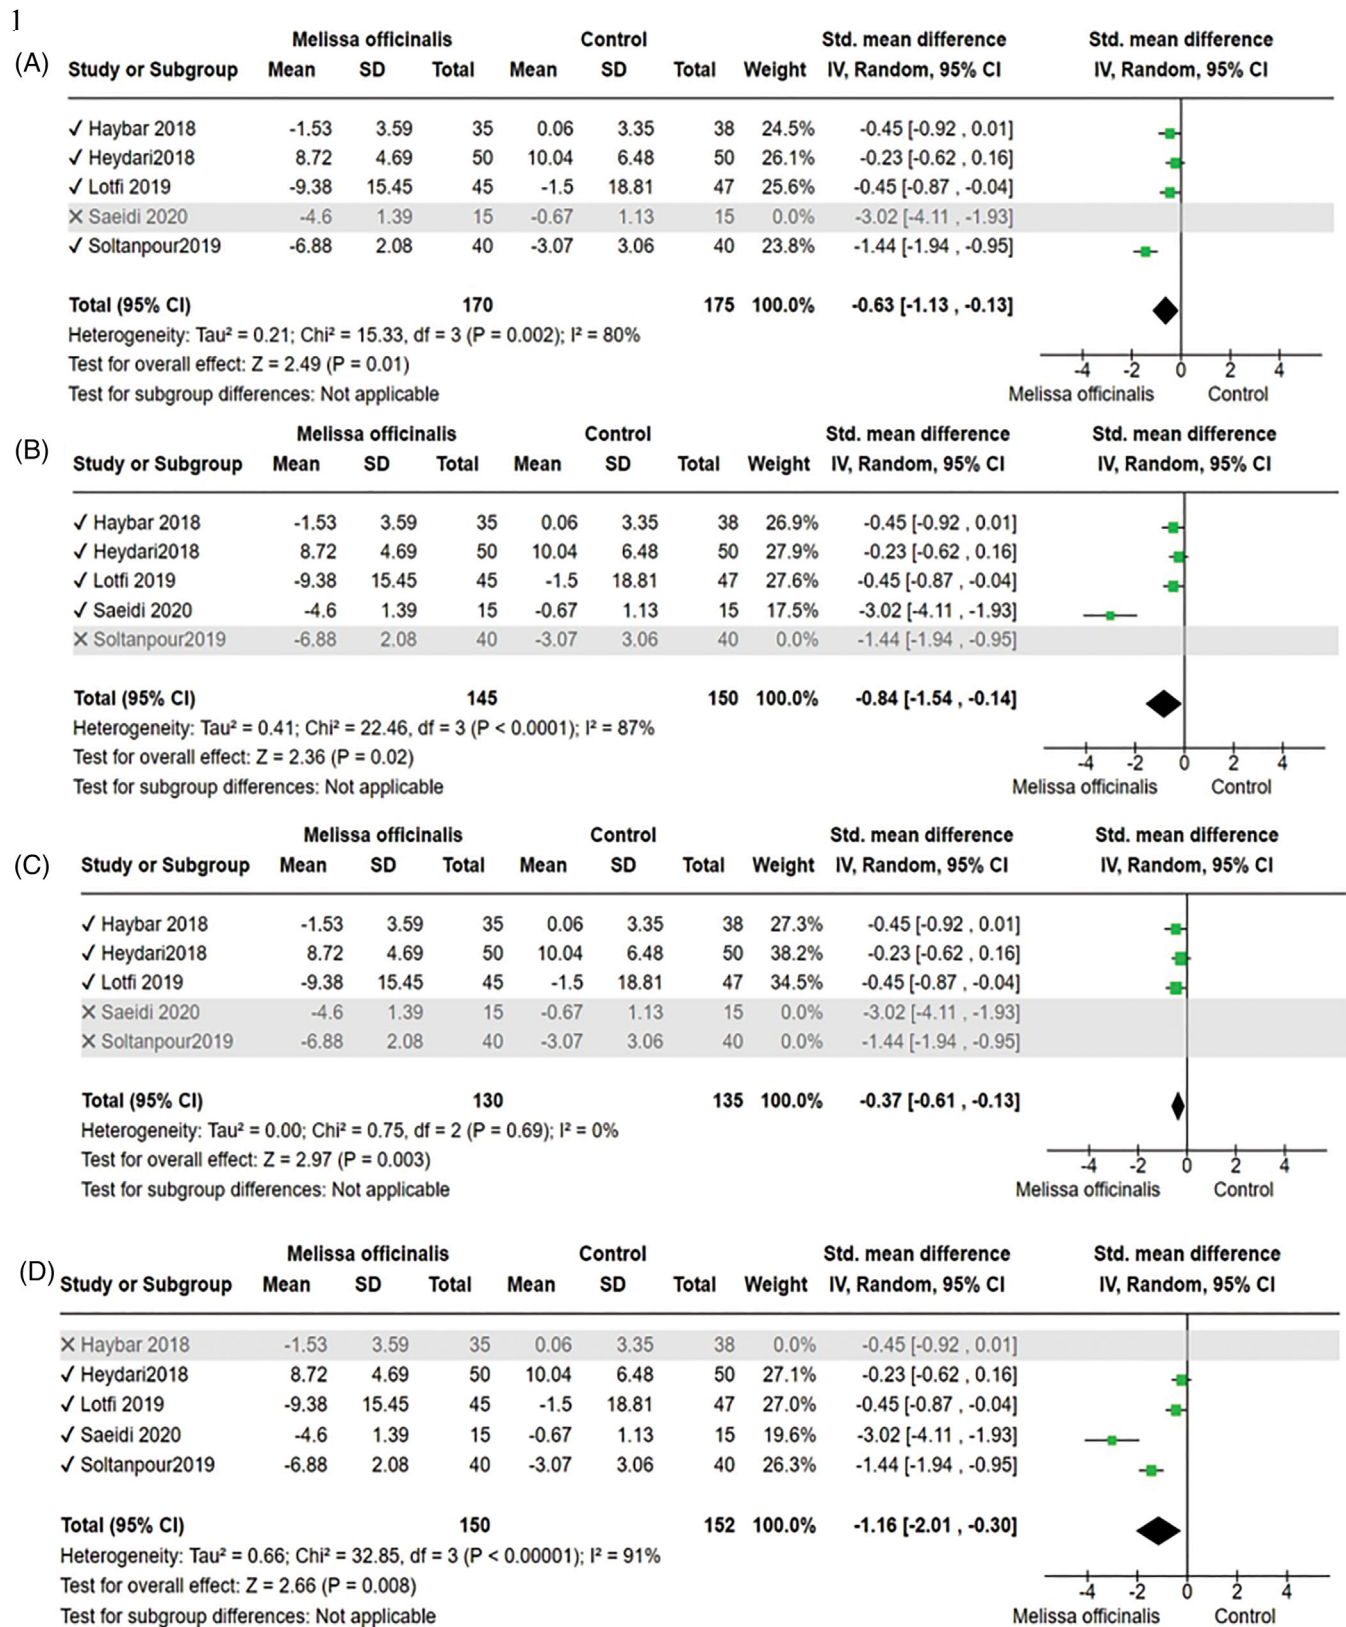 1
(A)
Melissa officinalis Control Std. mean difference Std. mean difference
Study or Subgroup Mean SD Total Mean SD Total Weight IV, Random, 95% CI IV, Random, 95% CI
✓ Haybar 2018 -1.53 3.59 35 0.06 3.35 38 24.5% -0.45 [-0.92 , 0.01]
✓ Heydari2018 8.72 4.69 50 10.04 6.48 50 26.1% -0.23 [-0.62 , 0.16]
✓ Lotfi 2019 -9.38 15.45 45 -1.5 18.81 47 25.6% -0.45 [-0.87 , -0.04]
✕ Saeidi 2020 -4.6 1.39 15 -0.67 1.13 15 0.0% -3.02 [-4.11 , -1.93]
✓ Soltanpour2019 -6.88 2.08 40 -3.07 3.06 40 23.8% -1.44 [-1.94 , -0.95]
Total (95% CI) 170 175 100.0% -0.63 [-1.13 , -0.13]
Heterogeneity: Tau² = 0.21; Chi² = 15.33, df = 3 (P = 0.002); I² = 80%
Test for overall effect: Z = 2.49 (P = 0.01)
Test for subgroup differences: Not applicable
-4 -2 0 2 4
Melissa officinalis Control
(B)
Melissa officinalis Control Std. mean difference Std. mean difference
Study or Subgroup Mean SD Total Mean SD Total Weight IV, Random, 95% CI IV, Random, 95% CI
✓ Haybar 2018 -1.53 3.59 35 0.06 3.35 38 26.9% -0.45 [-0.92 , 0.01]
✓ Heydari2018 8.72 4.69 50 10.04 6.48 50 27.9% -0.23 [-0.62 , 0.16]
✓ Lotfi 2019 -9.38 15.45 45 -1.5 18.81 47 27.6% -0.45 [-0.87 , -0.04]
✓ Saeidi 2020 -4.6 1.39 15 -0.67 1.13 15 17.5% -3.02 [-4.11 , -1.93]
✕ Soltanpour2019 -6.88 2.08 40 -3.07 3.06 40 0.0% -1.44 [-1.94 , -0.95]
Total (95% CI) 145 150 100.0% -0.84 [-1.54 , -0.14]
Heterogeneity: Tau² = 0.41; Chi² = 22.46, df = 3 (P < 0.0001); I² = 87%
Test for overall effect: Z = 2.36 (P = 0.02)
Test for subgroup differences: Not applicable
-4 -2 0 2 4
Melissa officinalis Control
(C)
Melissa officinalis Control Std. mean difference Std. mean difference
Study or Subgroup Mean SD Total Mean SD Total Weight IV, Random, 95% CI IV, Random, 95% CI
✓ Haybar 2018 -1.53 3.59 35 0.06 3.35 38 27.3% -0.45 [-0.92 , 0.01]
✓ Heydari2018 8.72 4.69 50 10.04 6.48 50 38.2% -0.23 [-0.62 , 0.16]
✓ Lotfi 2019 -9.38 15.45 45 -1.5 18.81 47 34.5% -0.45 [-0.87 , -0.04]
✕ Saeidi 2020 -4.6 1.39 15 -0.67 1.13 15 0.0% -3.02 [-4.11 , -1.93]
✕ Soltanpour2019 -6.88 2.08 40 -3.07 3.06 40 0.0% -1.44 [-1.94 , -0.95]
Total (95% CI) 130 135 100.0% -0.37 [-0.61 , -0.13]
Heterogeneity: Tau² = 0.00; Chi² = 0.75, df = 2 (P = 0.69); I² = 0%
Test for overall effect: Z = 2.97 (P = 0.003)
Test for subgroup differences: Not applicable
-4 -2 0 2 4
Melissa officinalis Control
(D)
Melissa officinalis Control Std. mean difference Std. mean difference
Study or Subgroup Mean SD Total Mean SD Total Weight IV, Random, 95% CI IV, Random, 95% CI
✕ Haybar 2018 -1.53 3.59 35 0.06 3.35 38 0.0% -0.45 [-0.92 , 0.01]
✓ Heydari2018 8.72 4.69 50 10.04 6.48 50 27.1% -0.23 [-0.62 , 0.16]
✓ Lotfi 2019 -9.38 15.45 45 -1.5 18.81 47 27.0% -0.45 [-0.87 , -0.04]
✓ Saeidi 2020 -4.6 1.39 15 -0.67 1.13 15 19.6% -3.02 [-4.11 , -1.93]
✓ Soltanpour2019 -6.88 2.08 40 -3.07 3.06 40 26.3% -1.44 [-1.94 , -0.95]
Total (95% CI) 150 152 100.0% -1.16 [-2.01 , -0.30]
Heterogeneity: Tau² = 0.66; Chi² = 32.85, df = 3 (P < 0.00001); I² = 91%
Test for overall effect: Z = 2.66 (P = 0.008)
Test for subgroup differences: Not applicable
-4 -2 0 2 4
Melissa officinalis Control